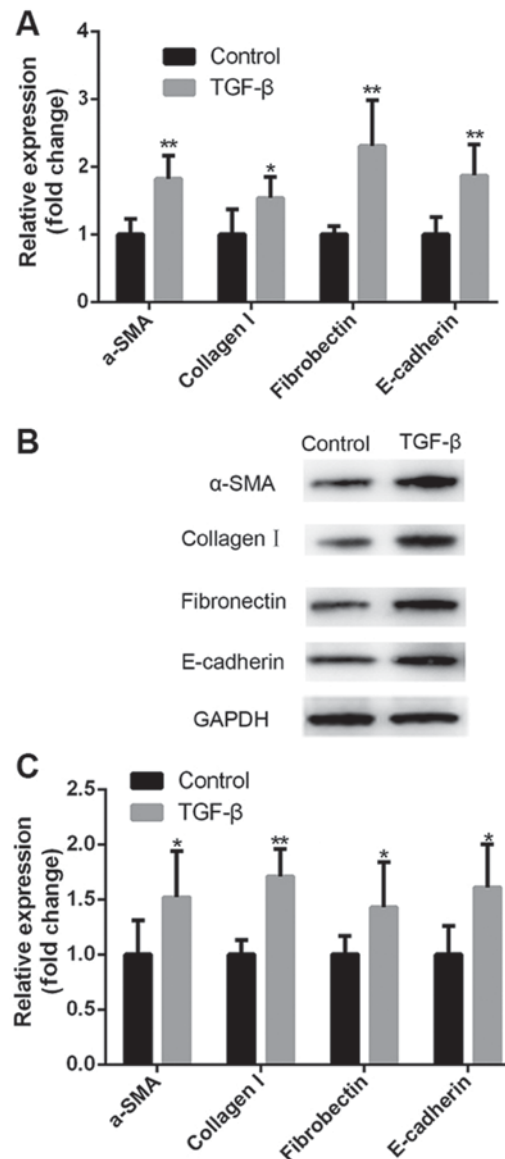 A
Control
TGF-β
Relative expression
(fold change)
4
3
2
1
0
**
*
**
**
a-SMA
Collagen I
Fibrobectin
E-cadherin
B
Control TGF-β
α-SMA
Collagen Ⅰ
Fibronectin
E-cadherin
GAPDH
C
Control
TGF-β
Relative expression
(fold change)
2.5
2.0
1.5
1.0
0.5
0.0
*
**
*
*
a-SMA
Collagen I
Fibrobectin
E-cadherin